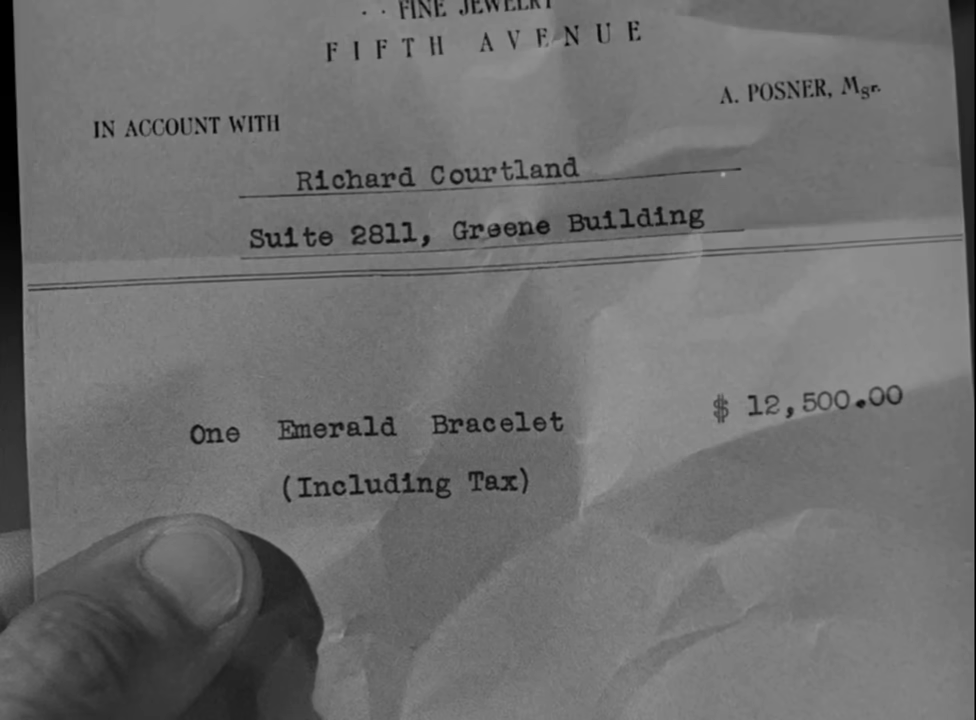 FINE JEWELRY
FIFTH AVENUE
A. POSNER, Mgr.
IN ACCOUNT WITH
Richard Courtland
Suite 2811, Greene Building
One Emerald Bracelet $ 12,500.00
(Including Tax)